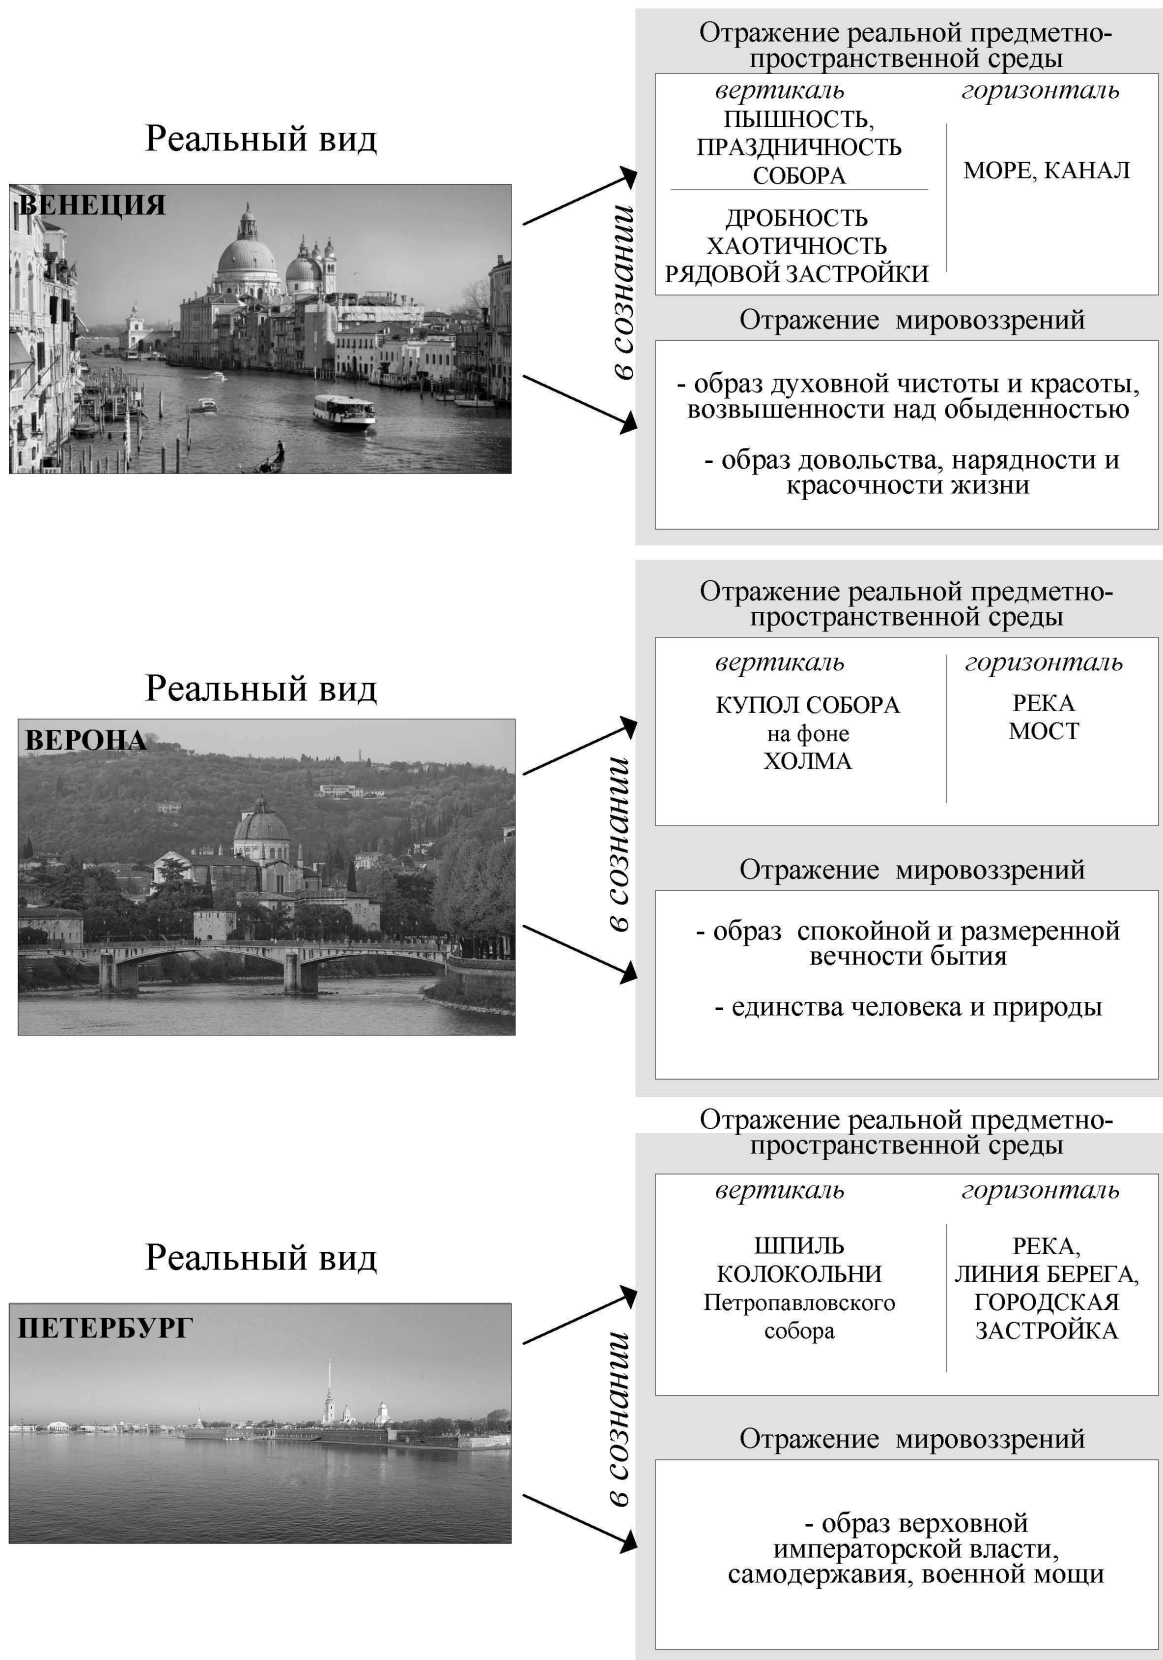 Отражение реальной предметно-
пространственной среды
вертикаль
горизонталь
ПЫШНОСТЬ,
ПРАЗДНИЧНОСТЬ
СОБОРА
МОРЕ, КАНАЛ
ДРОБНОСТЬ
ХАОТИЧНОСТЬ
РЯДОВОЙ ЗАСТРОЙКИ
Реальный вид
ВЕНЕЦИЯ
в сознании
Отражение мировоззрений
- образ духовной чистоты и красоты,
возвышенности над обыденностью
- образ довольства, нарядности и
красочности жизни
Отражение реальной предметно-
пространственной среды
вертикаль
горизонталь
КУПОЛ СОБОРА
на фоне
ХОЛМА
РЕКА
МОСТ
Реальный вид
ВЕРОНА
в сознании
Отражение мировоззрений
- образ спокойной и размеренной
вечности бытия
- единства человека и природы
Отражение реальной предметно-
пространственной среды
вертикаль
горизонталь
ШПИЛЬ
КОЛОКОЛЬНИ
Петропавловского
собора
РЕКА,
ЛИНИЯ БЕРЕГА,
ГОРОДСКАЯ
ЗАСТРОЙКА
Реальный вид
ПЕТЕРБУРГ
в сознании
Отражение мировоззрений
- образ верховной
императорской власти,
самодержавия, военной мощи